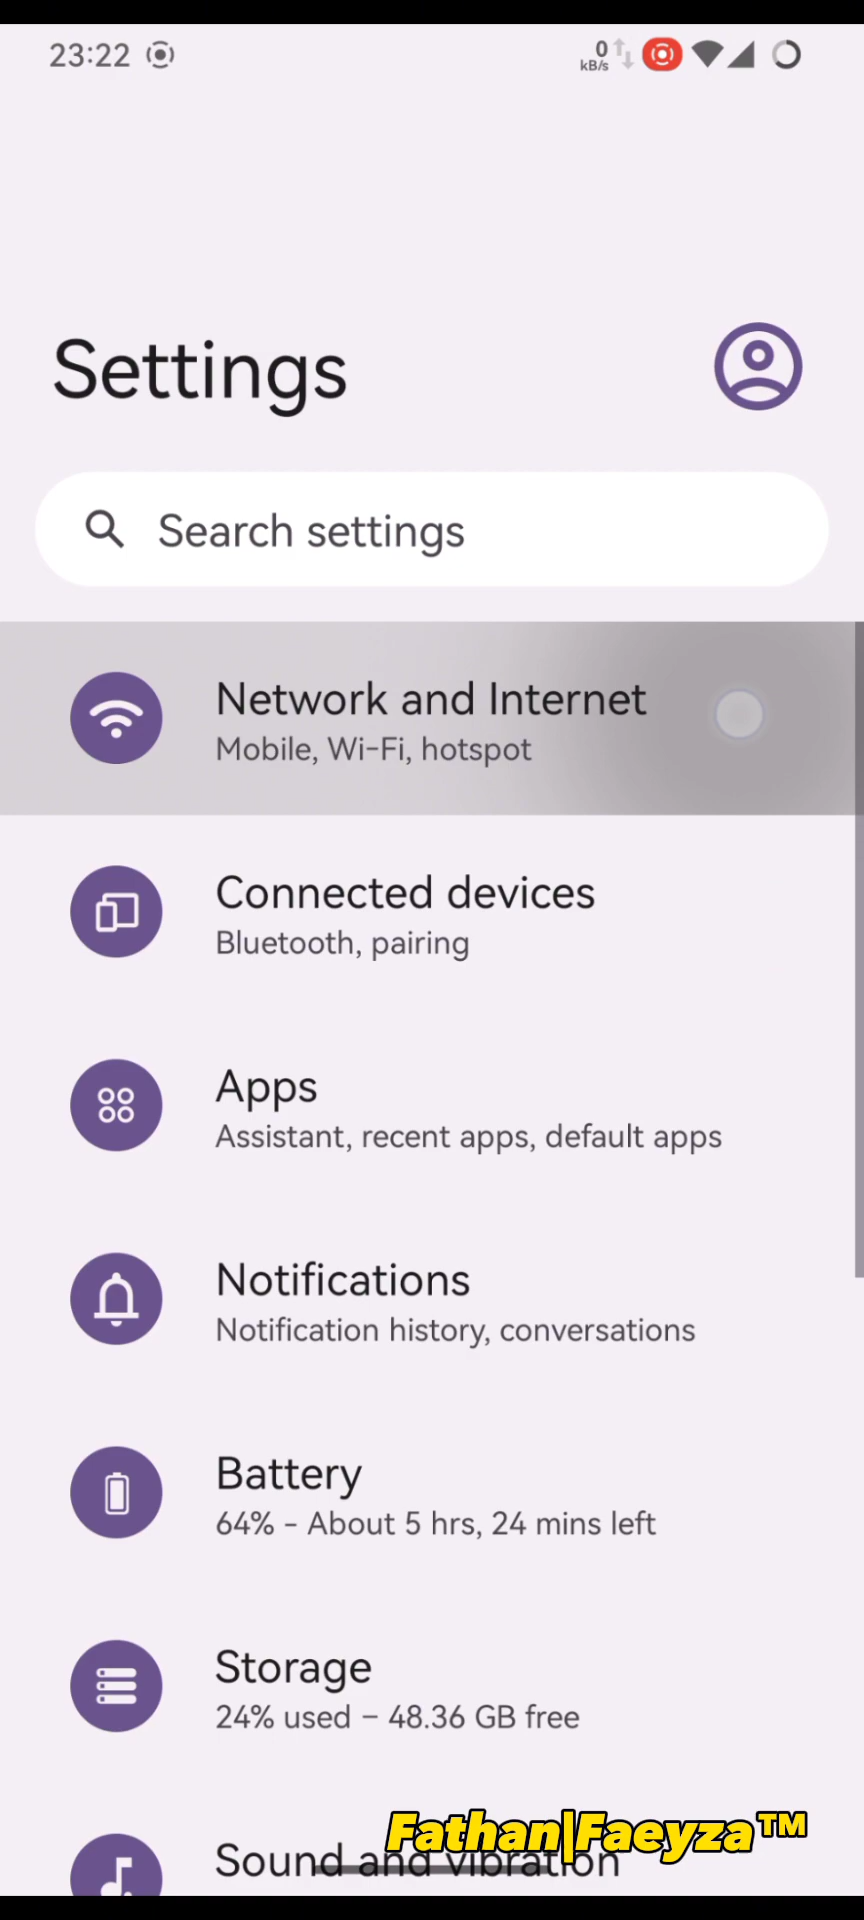 23:22
0
kB/s
Settings
Search settings
Network and Internet
Mobile, Wi-Fi, hotspot
Connected devices
Bluetooth, pairing
Apps
Assistant, recent apps, default apps
Notifications
Notification history, conversations
Battery
64% - About 5 hrs, 24 mins left
Storage
24% used – 48.36 GB free
Fathan|Faeyza™
Sound and vibration